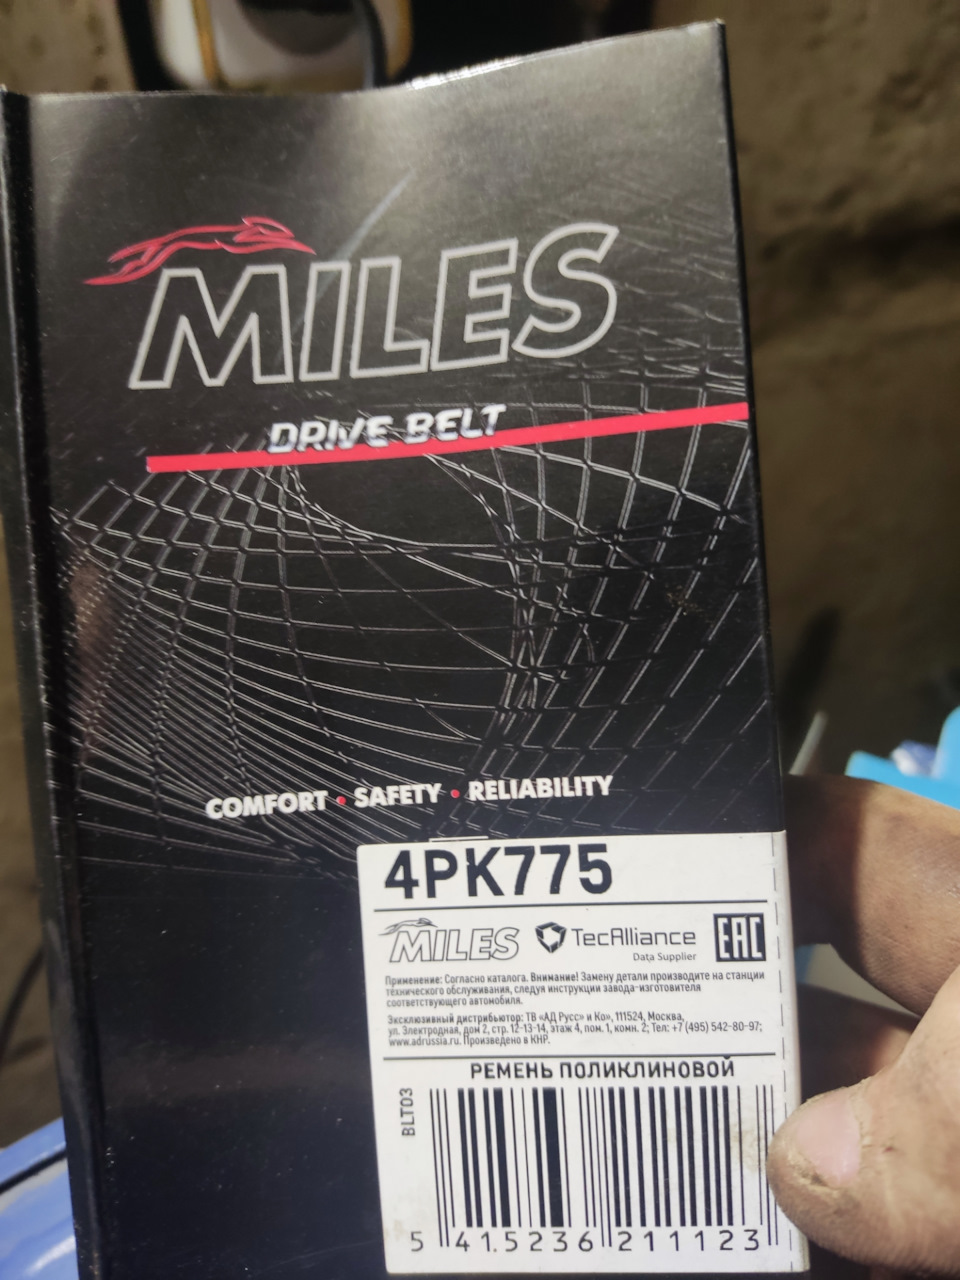 MILES
DRIVE BELT
COMFORT • SAFETY • RELIABILITY
4PK775
MILES TecAlliance EAC
Data Supplier
Применение: Согласно каталога. Внимание! Замену детали производите на станции
технического обслуживания, следуя инструкции завода-изготовителя
соответствующего автомобиля.
Эксклюзивный дистрибьютор: ТВ «АД Русс» и Ко», 111524, Москва,
ул. Электродная, дом 2, стр. 12-13-14, этаж 4, пом. 1, комн. 2; Тел: +7 (495) 542-80-97;
www.adrussia.ru. Произведено в КНР.
РЕМЕНЬ ПОЛИКЛИНОВОЙ
BLT03
5 415236 211123